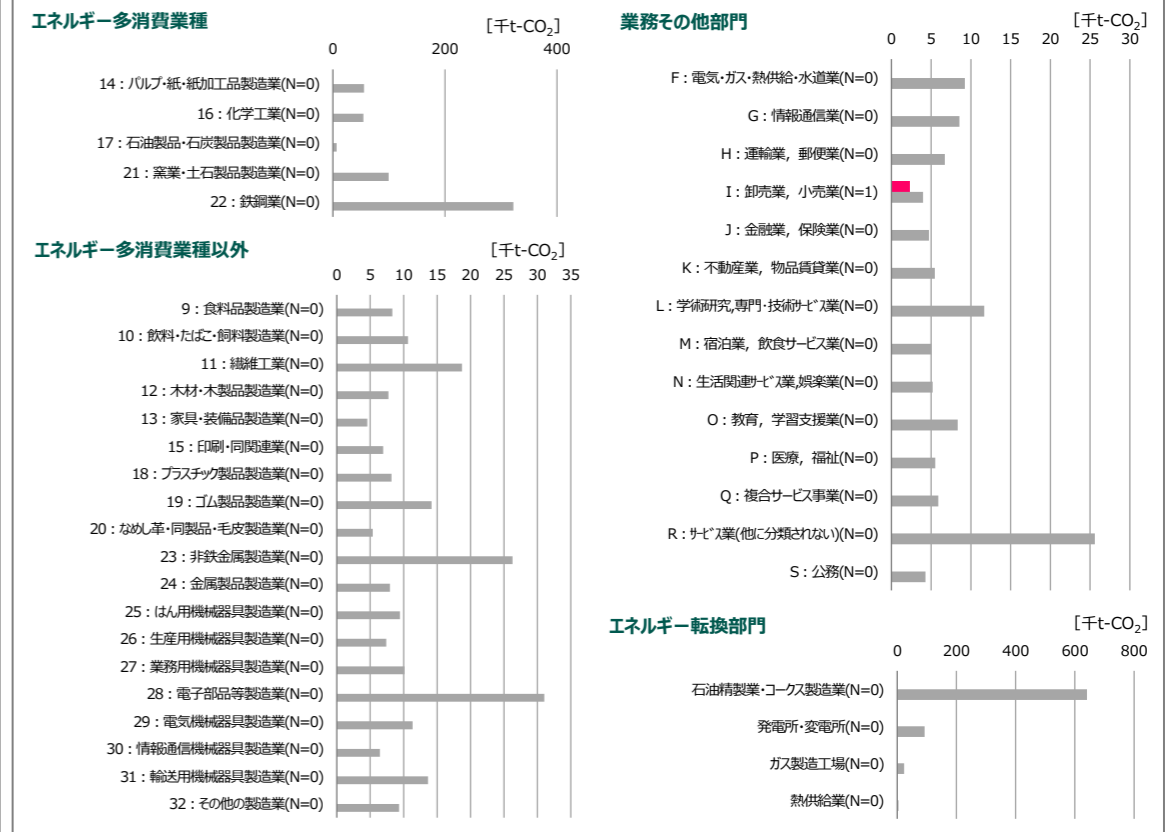 エネルギー多消費業種
[千t-CO2]
0 200 400
14：パルプ・紙・紙加工品製造業(N=0)
16：化学工業(N=0)
17：石油製品・石炭製品製造業(N=0)
21：窯業・土石製品製造業(N=0)
22：鉄鋼業(N=0)
エネルギー多消費業種以外
[千t-CO2]
0 5 10 15 20 25 30 35
9：食料品製造業(N=0)
10：飲料・たばこ・飼料製造業(N=0)
11：繊維工業(N=0)
12：木材・木製品製造業(N=0)
13：家具・装備品製造業(N=0)
15：印刷・同関連業(N=0)
18：プラスチック製品製造業(N=0)
19：ゴム製品製造業(N=0)
20：なめし革・同製品・毛皮製造業(N=0)
23：非鉄金属製造業(N=0)
24：金属製品製造業(N=0)
25：はん用機械器具製造業(N=0)
26：生産用機械器具製造業(N=0)
27：業務用機械器具製造業(N=0)
28：電子部品等製造業(N=0)
29：電気機械器具製造業(N=0)
30：情報通信機械器具製造業(N=0)
31：輸送用機械器具製造業(N=0)
32：その他の製造業(N=0)
業務その他部門
[千t-CO2]
0 5 10 15 20 25 30
F：電気・ガス・熱供給・水道業(N=0)
G：情報通信業(N=0)
H：運輸業，郵便業(N=0)
I：卸売業，小売業(N=1)
J：金融業，保険業(N=0)
K：不動産業，物品賃貸業(N=0)
L：学術研究,専門・技術サービス業(N=0)
M：宿泊業，飲食サービス業(N=0)
N：生活関連サービス業,娯楽業(N=0)
O：教育，学習支援業(N=0)
P：医療，福祉(N=0)
Q：複合サービス事業(N=0)
R：サービス業(他に分類されない)(N=0)
S：公務(N=0)
エネルギー転換部門
[千t-CO2]
0 200 400 600 800
石油精製業・コークス製造業(N=0)
発電所・変電所(N=0)
ガス製造工場(N=0)
熱供給業(N=0)